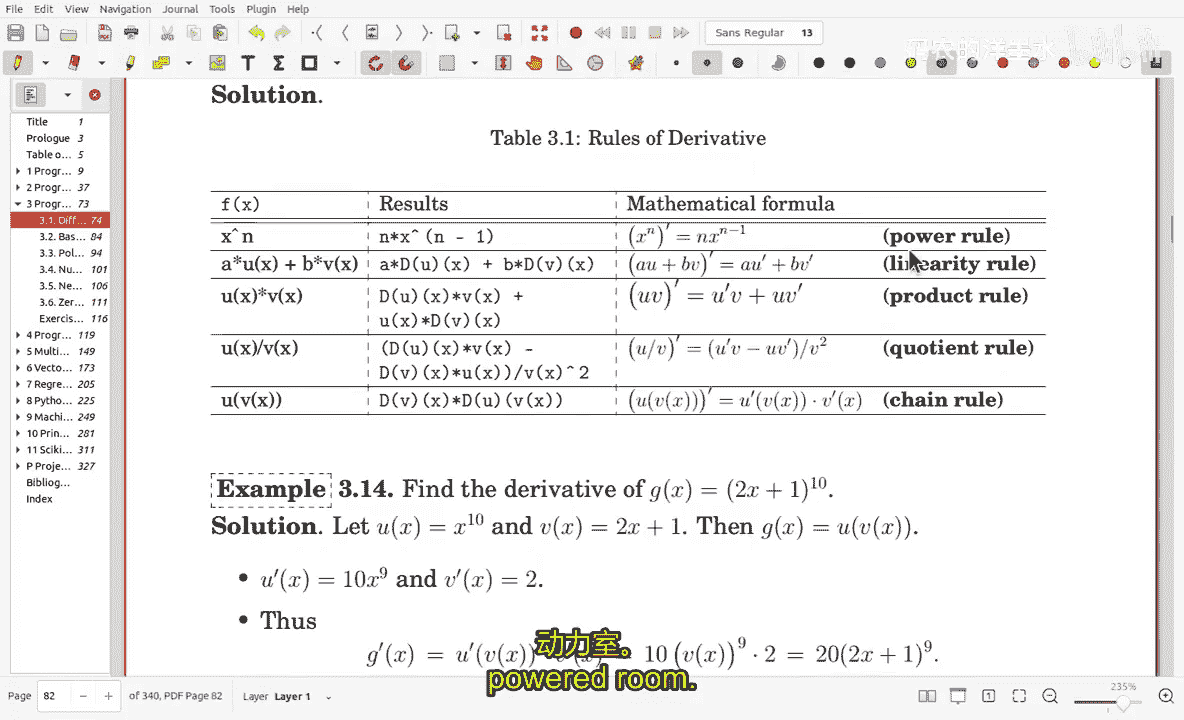 File Edit View Navigation Journal Tools Plugin Help
Sans Regular 13
Title 1
Prologue 3
Table o... 5
1 Progr... 9
2 Progr... 37
3 Progr... 73
3.1. Diff... 74
3.2. Bas... 84
3.3. Pol... 94
3.4. Nu... 101
3.5. Ne... 106
3.6. Zer... 111
Exercis... 116
4 Progr... 119
5 Multi... 149
6 Vecto... 173
7 Regre... 205
8 Pytho... 225
9 Machi... 249
10 Prin... 281
11 Sciki... 311
P Proje... 327
Bibliog...
Index
Solution.
Table 3.1: Rules of Derivative
f(x) Results Mathematical formula
x^n n*x^(n - 1) (xⁿ)′ = nxⁿ⁻¹ (power rule)
a*u(x) + b*v(x) a*D(u)(x) + b*D(v)(x) (au + bv)′ = au′ + bv′ (linearity rule)
u(x)*v(x) D(u)(x)*v(x) + (uv)′ = u′v + uv′ (product rule)
u(x)*D(v)(x)
u(x)/v(x) (D(u)(x)*v(x) - (u/v)′ = (u′v − uv′)/v² (quotient rule)
D(v)(x)*u(x))/v(x)^2
u(v(x)) D(v)(x)*D(u)(v(x)) (u(v(x)))′ = u′(v(x)) · v′(x) (chain rule)
Example 3.14. Find the derivative of g(x) = (2x + 1)¹⁰.
Solution. Let u(x) = x¹⁰ and v(x) = 2x + 1. Then g(x) = u(v(x)).
• u′(x) = 10x⁹ and v′(x) = 2.
• Thus
g′(x) = u′(v(x)) 10 (v(x))⁹ · 2 = 20(2x + 1)⁹.
动力室。
powered room.
Page 82 of 340, PDF Page 82 Layer Layer 1 235%